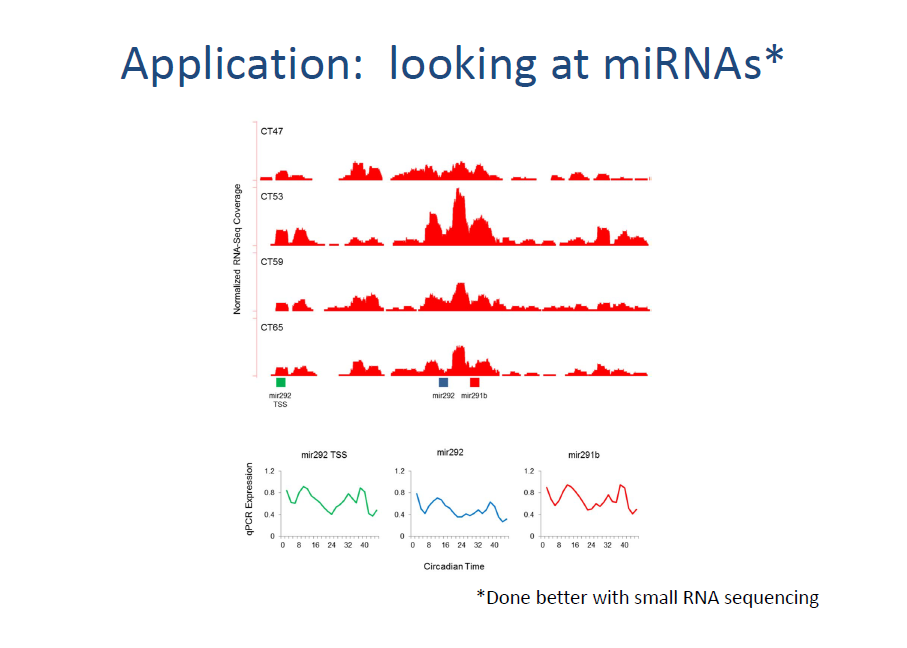 Application:  looking at miRNAs*
CT47
CT53
CT59
CT65
Normalized RNA-Seq Coverage
mir292
TSS
mir292
mir291b
mir292 TSS
mir292
mir291b
qPCR Expression
1.2
0.8
0.4
0
0 8 16 24 32 40
1.2
0.8
0.4
0
0 8 16 24 32 40
1.2
0.8
0.4
0
0 8 16 24 32 40
Circadian Time
*Done better with small RNA sequencing